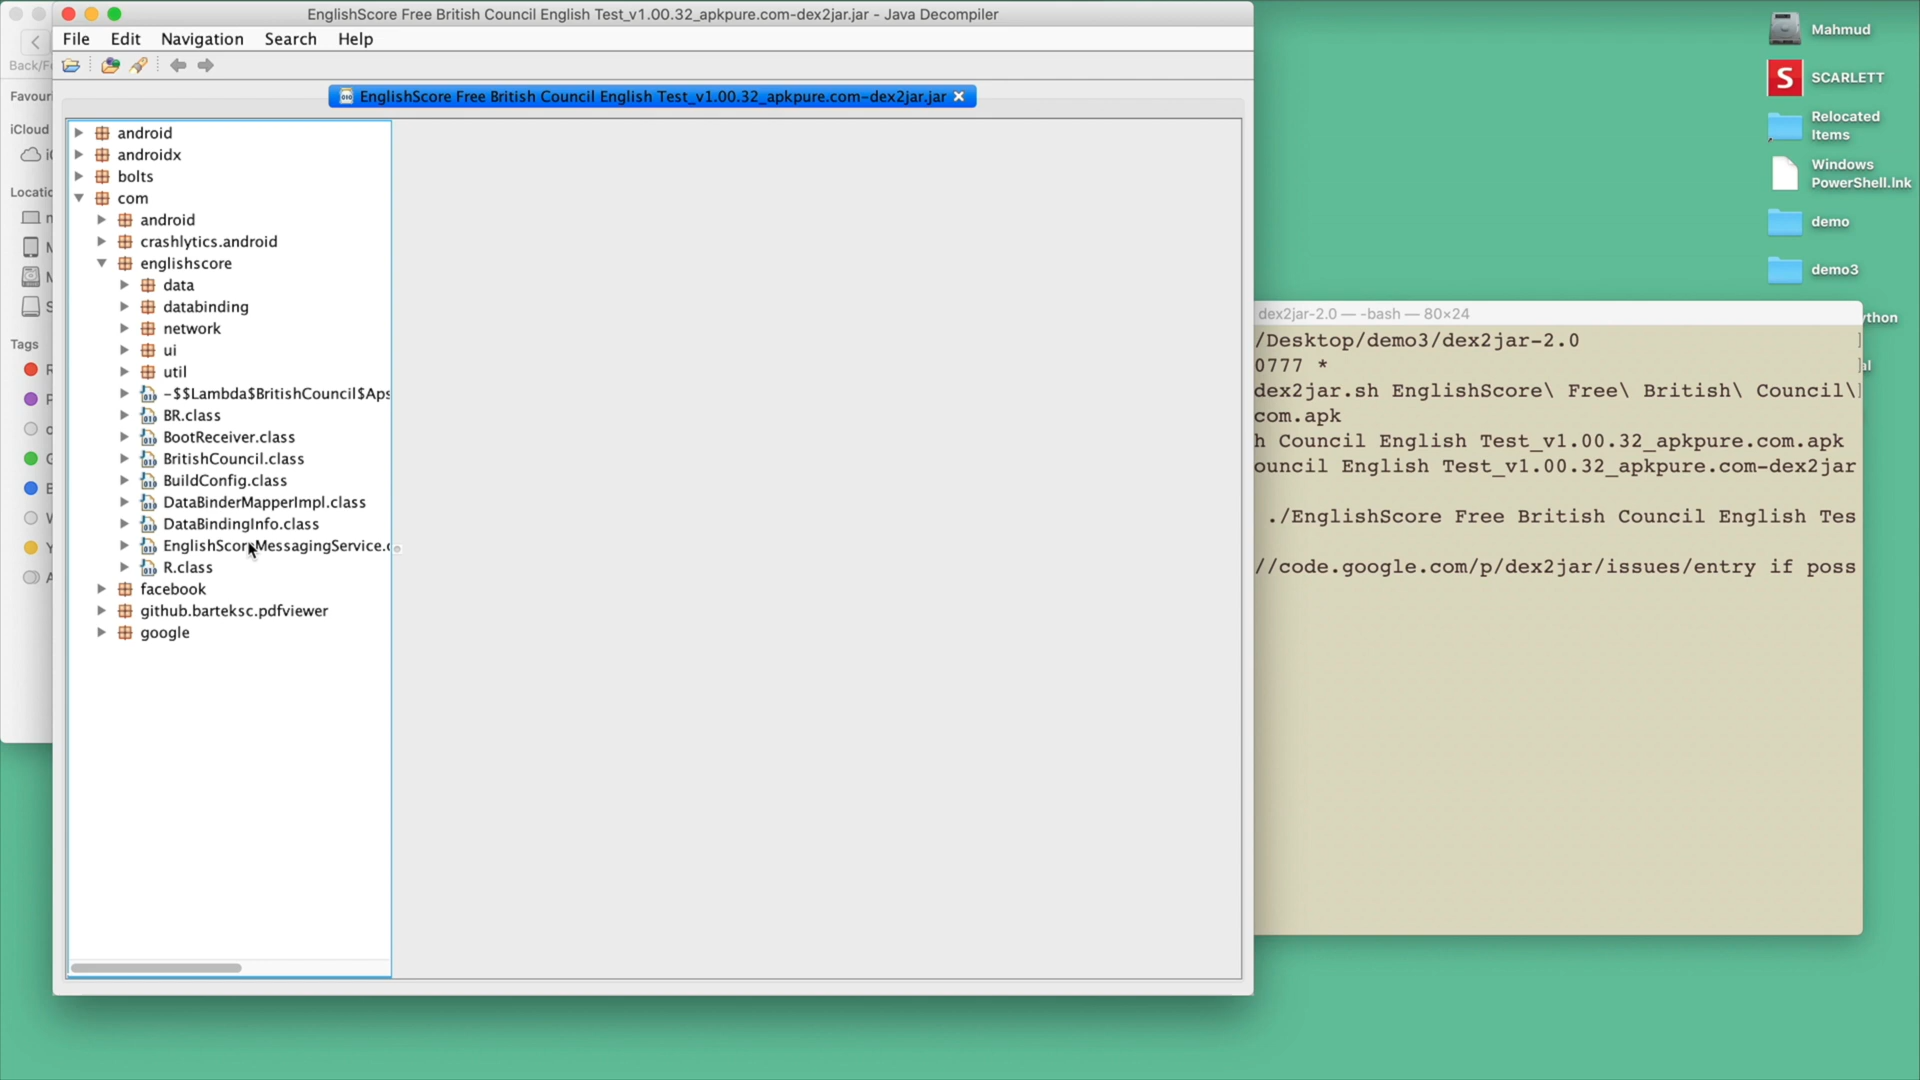 EnglishScore Free British Council English Test_v1.00.32_apkpure.com-dex2jar.jar - Java Decompiler
File Edit Navigation Search Help
Back/Fo
EnglishScore Free British Council English Test_v1.00.32_apkpure.com-dex2jar.jar
Favouri
iCloud
Locatio
Tags
android
androidx
bolts
com
android
crashlytics.android
englishscore
data
databinding
network
ui
util
-$$Lambda$BritishCouncil$Aps
BR.class
BootReceiver.class
BritishCouncil.class
BuildConfig.class
DataBinderMapperImpl.class
DataBindingInfo.class
EnglishScoreMessagingService.c
R.class
facebook
github.barteksc.pdfviewer
google
Mahmud
SCARLETT
Relocated
Items
Windows
PowerShell.lnk
demo
demo3
ython
al
dex2jar-2.0 — -bash — 80×24
/Desktop/demo3/dex2jar-2.0
0777 *
dex2jar.sh EnglishScore\ Free\ British\ Council\
com.apk
h Council English Test_v1.00.32_apkpure.com.apk
ouncil English Test_v1.00.32_apkpure.com-dex2jar
./EnglishScore Free British Council English Tes
//code.google.com/p/dex2jar/issues/entry if poss